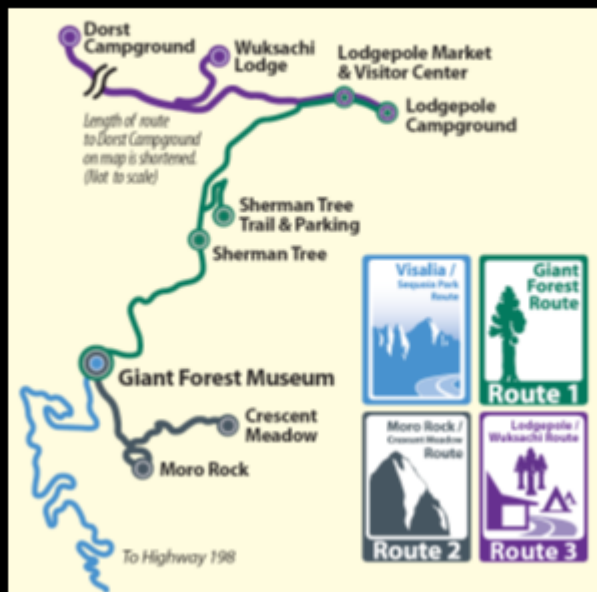 Dorst
Campground
Wuksachi
Lodge
Lodgepole Market
& Visitor Center
Lodgepole
Campground
Length of route
to Dorst Campground
on map is shortened.
(Not to scale)
Sherman Tree
Trail & Parking
Sherman Tree
Giant Forest Museum
Crescent
Meadow
Moro Rock
To Highway 198
Visalia /
Sequoia Park
Route
Giant
Forest
Route
Route 1
Moro Rock /
Crescent Meadow
Route
Route 2
Lodgepole /
Wuksachi Route
Route 3